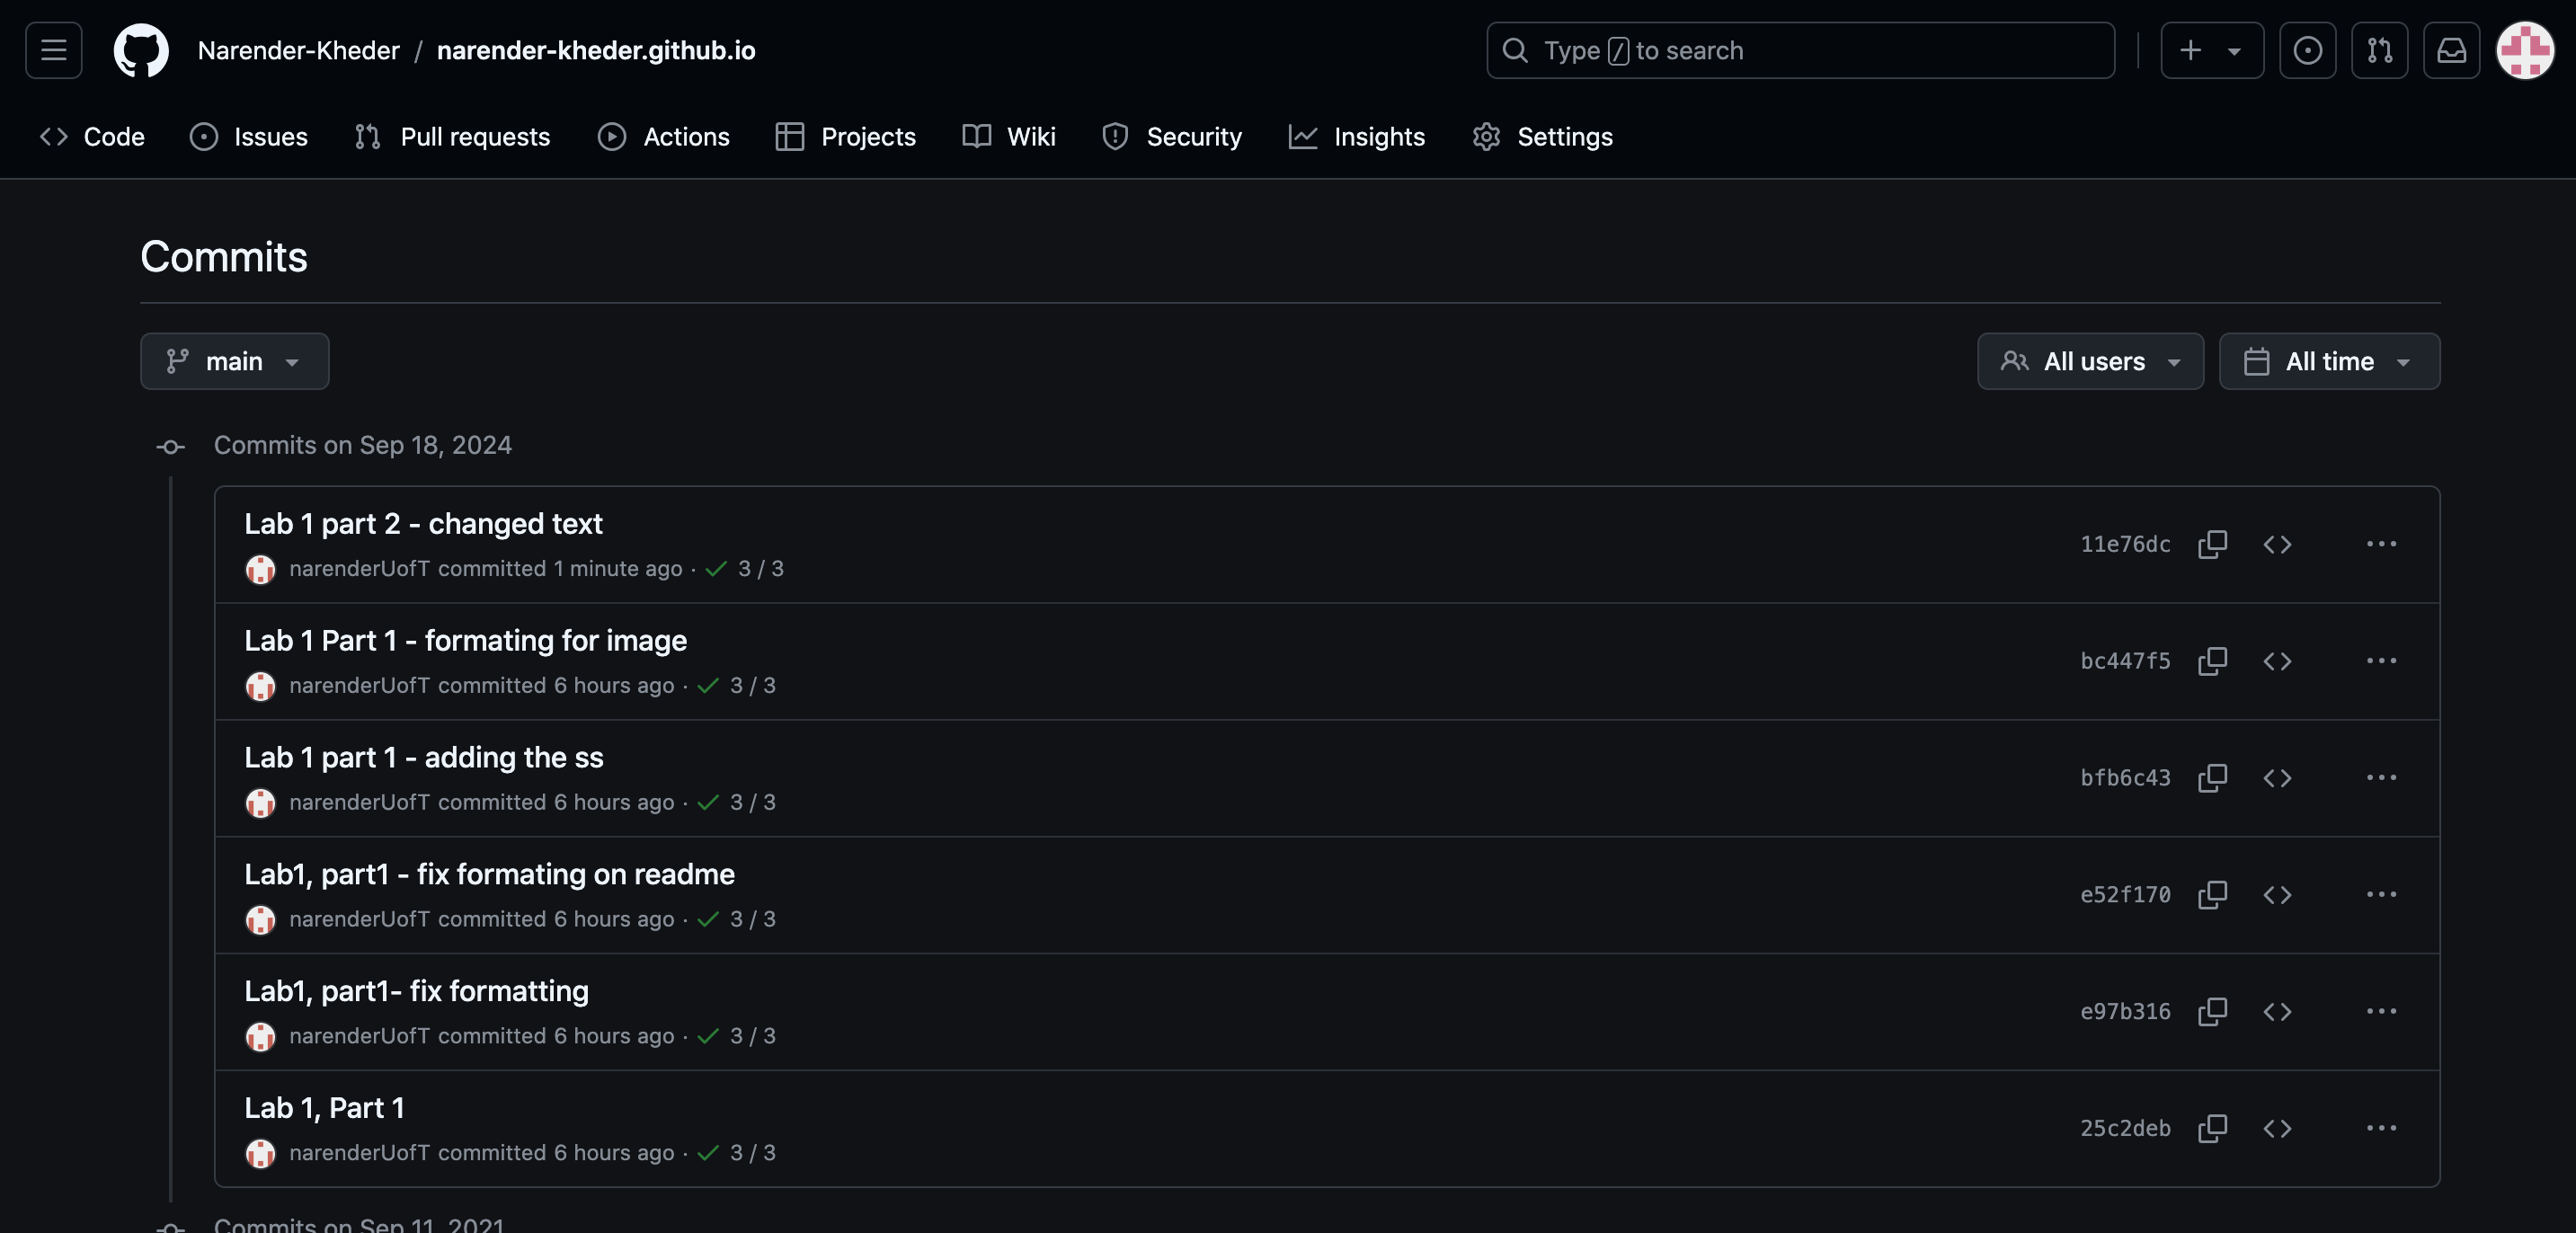 Narender-Kheder / narender-kheder.github.io
Type / to search
Code Issues Pull requests Actions Projects Wiki Security Insights Settings
Commits
main
All users All time
Commits on Sep 18, 2024
Lab 1 part 2 - changed text
narenderUofT committed 1 minute ago · 3 / 3
11e76dc
Lab 1 Part 1 - formating for image
narenderUofT committed 6 hours ago · 3 / 3
bc447f5
Lab 1 part 1 - adding the ss
narenderUofT committed 6 hours ago · 3 / 3
bfb6c43
Lab1, part1 - fix formating on readme
narenderUofT committed 6 hours ago · 3 / 3
e52f170
Lab1, part1- fix formatting
narenderUofT committed 6 hours ago · 3 / 3
e97b316
Lab 1, Part 1
narenderUofT committed 6 hours ago · 3 / 3
25c2deb
Commits on Sep 11, 2021